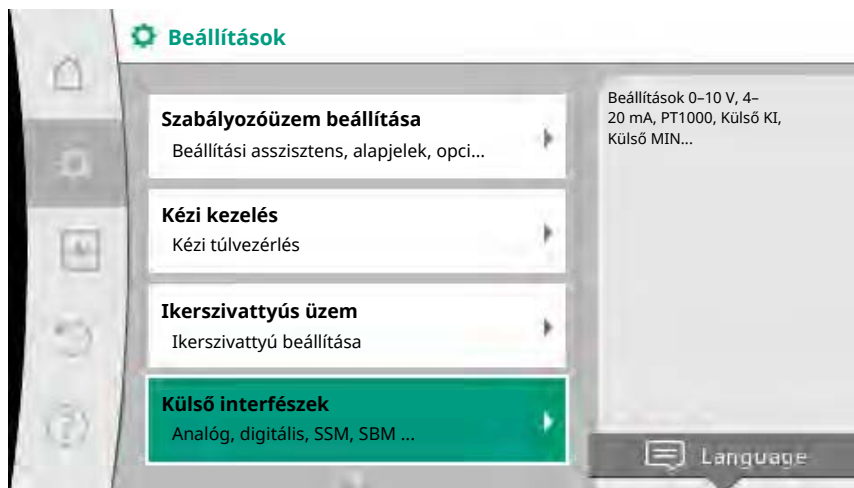 Beállítások
Szabályozóüzem beállítása
Beállítási asszisztens, alapjelek, opci...
Kézi kezelés
Kézi túlvezérlés
Ikerszivattyús üzem
Ikerszivattyú beállítása
Külső interfészek
Analóg, digitális, SSM, SBM ...
Beállítások 0–10 V, 4–
20 mA, PT1000, Külső KI,
Külső MIN...
Language